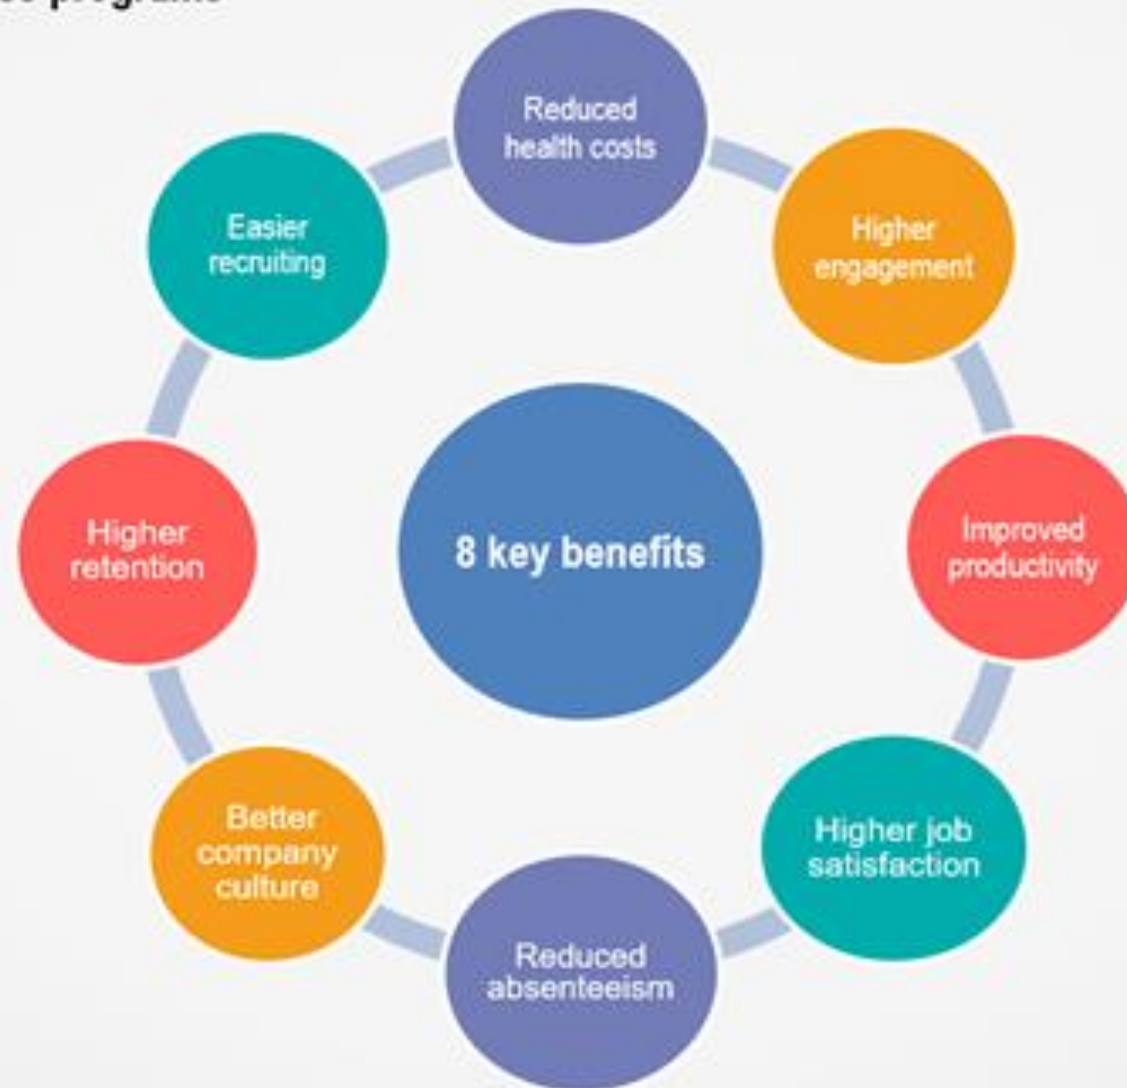 programs
Reduced
health costs
Higher
engagement
Improved
productivity
Higher job
satisfaction
Reduced
absenteeism
Better
company
culture
Higher
retention
Easier
recruiting
8 key benefits